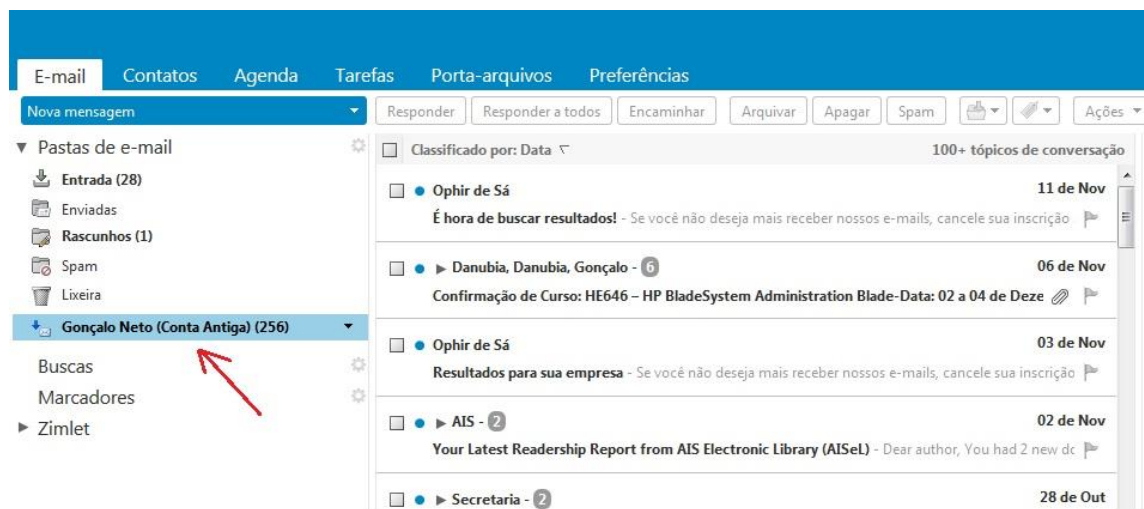 E-mail Contatos Agenda Tarefas Porta-arquivos Preferências
Nova mensagem
Responder Responder a todos Encaminhar Arquivar Apagar Spam Ações
Pastas de e-mail
Entrada (28)
Enviadas
Rascunhos (1)
Spam
Lixeira
Gonçalo Neto (Conta Antiga) (256)
Buscas
Marcadores
Zimlet
Classificado por: Data 100+ tópicos de conversação
Ophir de Sá 11 de Nov
É hora de buscar resultados! - Se você não deseja mais receber nossos e-mails, cancele sua inscrição
Danubia, Danubia, Gonçalo - 6 06 de Nov
Confirmação de Curso: HE646 – HP BladeSystem Administration Blade-Data: 02 a 04 de Deze
Ophir de Sá 03 de Nov
Resultados para sua empresa - Se você não deseja mais receber nossos e-mails, cancele sua inscrição
AIS - 2 02 de Nov
Your Latest Readership Report from AIS Electronic Library (AISeL) - Dear author, You had 2 new dc
Secretaria - 2 28 de Out